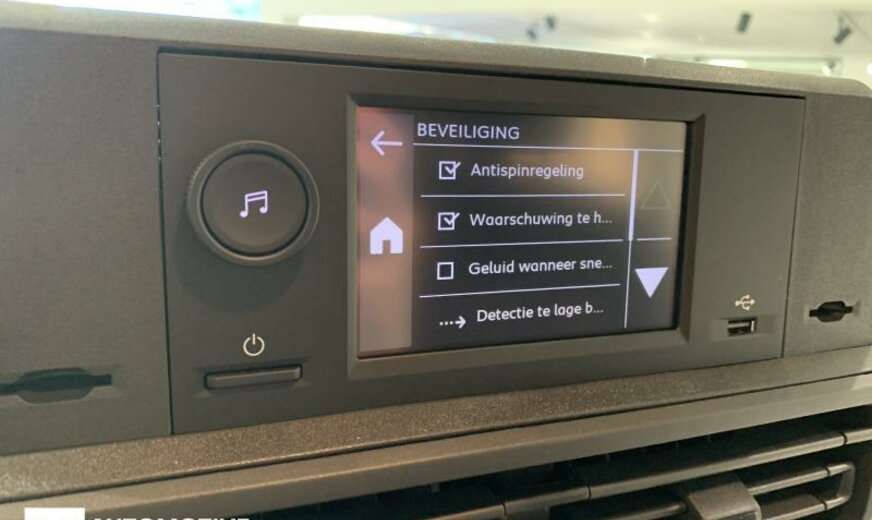 BEVEILIGING
Antispinregeling
Waarschuwing te h...
Geluid wanneer sne...
Detectie te lage b...